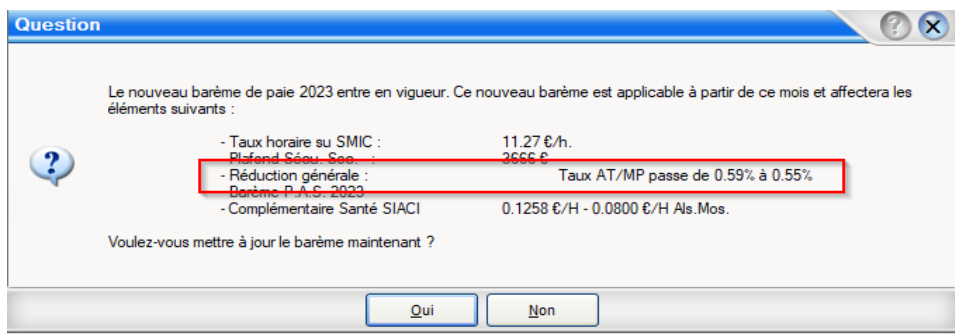 Question
Le nouveau barème de paie 2023 entre en vigueur. Ce nouveau barème est applicable à partir de ce mois et affectera les
éléments suivants :
- Taux horaire su SMIC : 11.27 €/h.
- Plafond Sécu. Soc. : 3666 €
- Réduction générale : Taux AT/MP passe de 0.59% à 0.55%
- Barème P.A.S. 2023
- Complémentaire Santé SIACI 0.1258 €/H - 0.0800 €/H Als.Mos.
Voulez-vous mettre à jour le barème maintenant ?
Oui Non